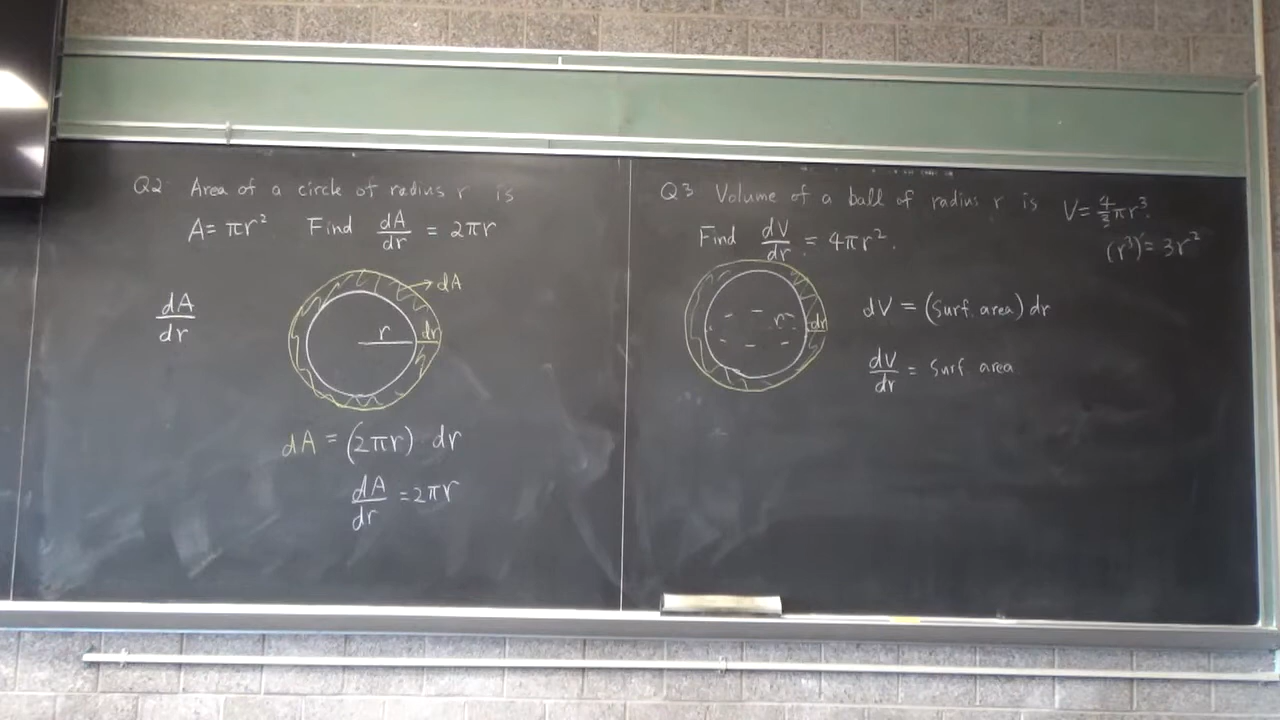 Q2 Area of a circle of radius r is
A = πr² Find dA/dr = 2πr
dA/dr
dA
r
dr
dA = (2πr) dr
dA/dr = 2πr
Q3 Volume of a ball of radius r is V = 4/3 πr³.
Find dV/dr = 4πr².
(r³)' = 3r²
r
dr
dV = (Surf. area) dr
dV/dr = Surf area